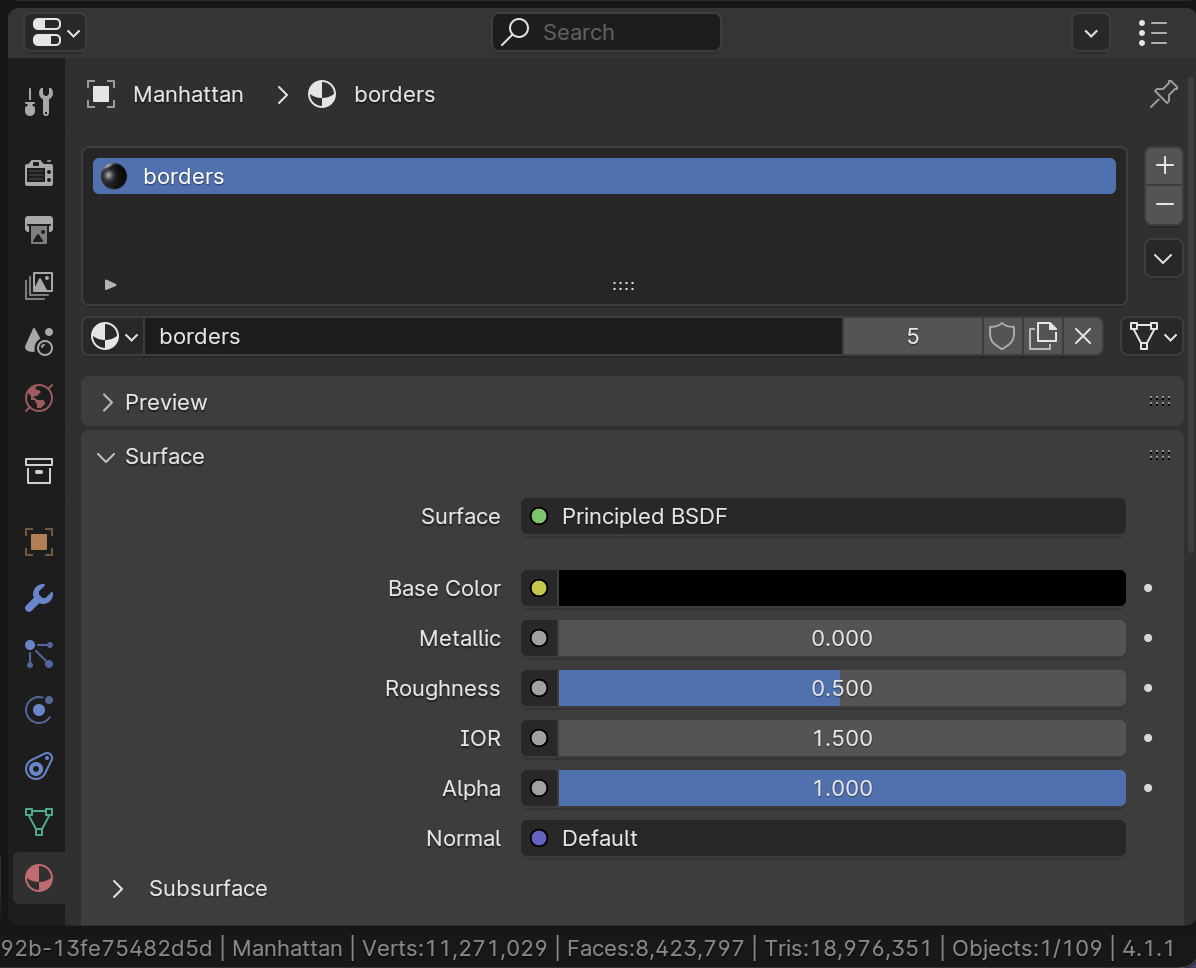 Search
Manhattan > borders
borders
borders 5
Preview
Surface
Surface Principled BSDF
Base Color
Metallic 0.000
Roughness 0.500
IOR 1.500
Alpha 1.000
Normal Default
Subsurface
92b-13fe75482d5d | Manhattan | Verts:11,271,029 | Faces:8,423,797 | Tris:18,976,351 | Objects:1/109 | 4.1.1